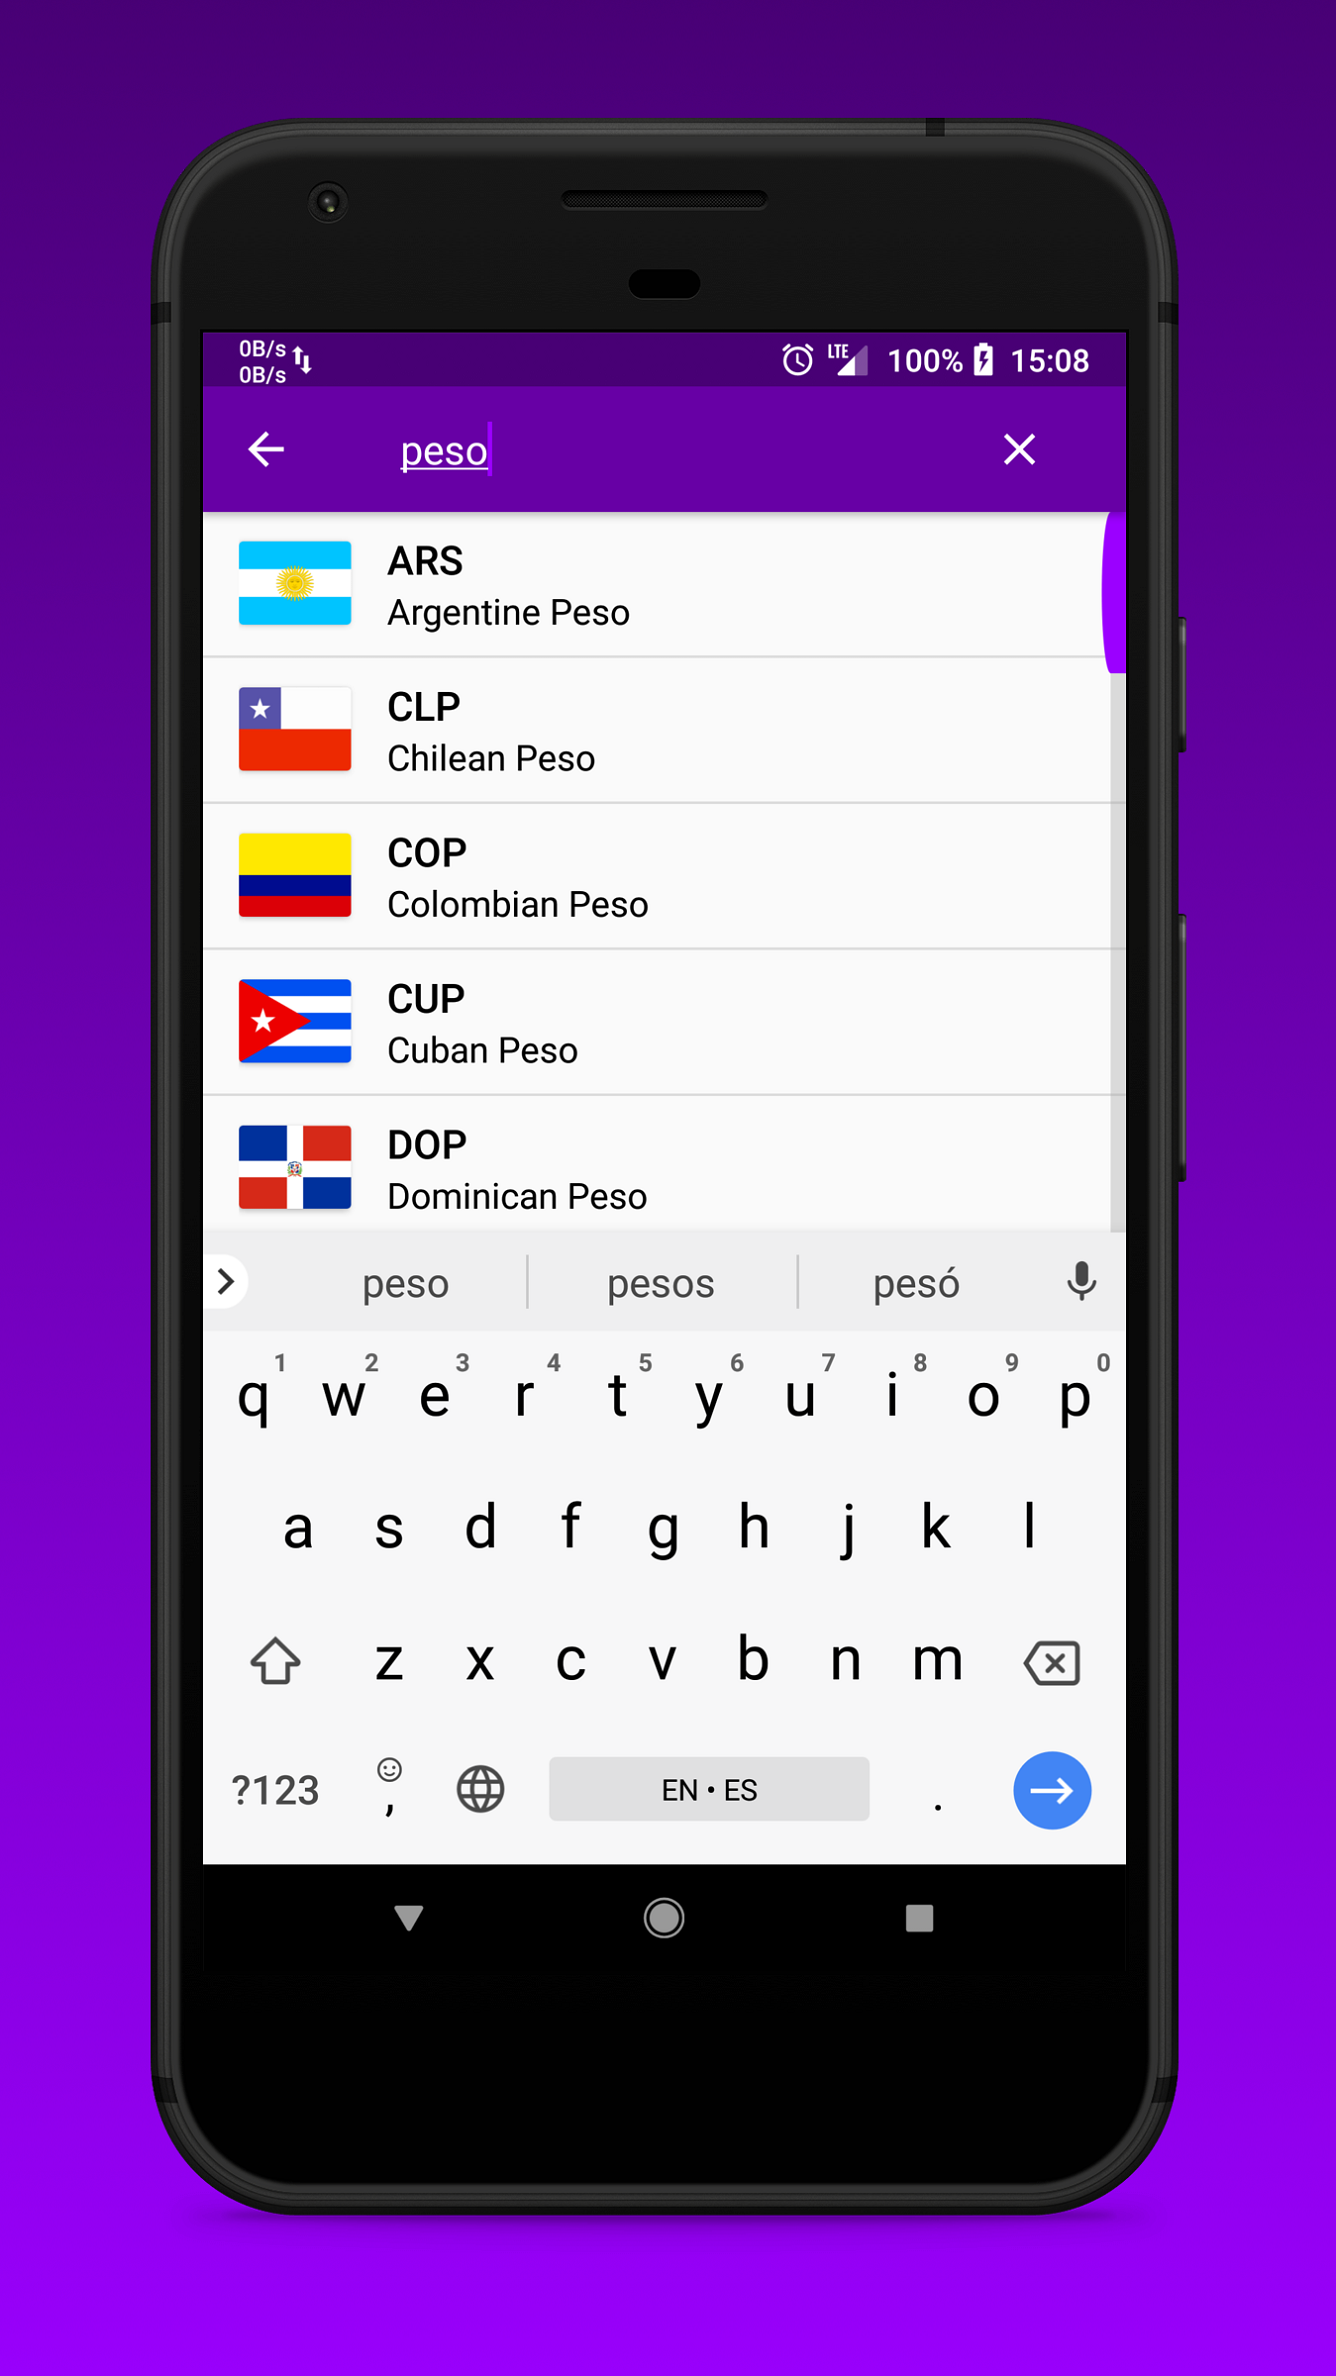 0B/s
0B/s
LTE 100% 15:08
peso
ARS
Argentine Peso
CLP
Chilean Peso
COP
Colombian Peso
CUP
Cuban Peso
DOP
Dominican Peso
peso pesos pesó
1 2 3 4 5 6 7 8 9 0
q w e r t y u i o p
a s d f g h j k l
z x c v b n m
?123 , EN • ES .